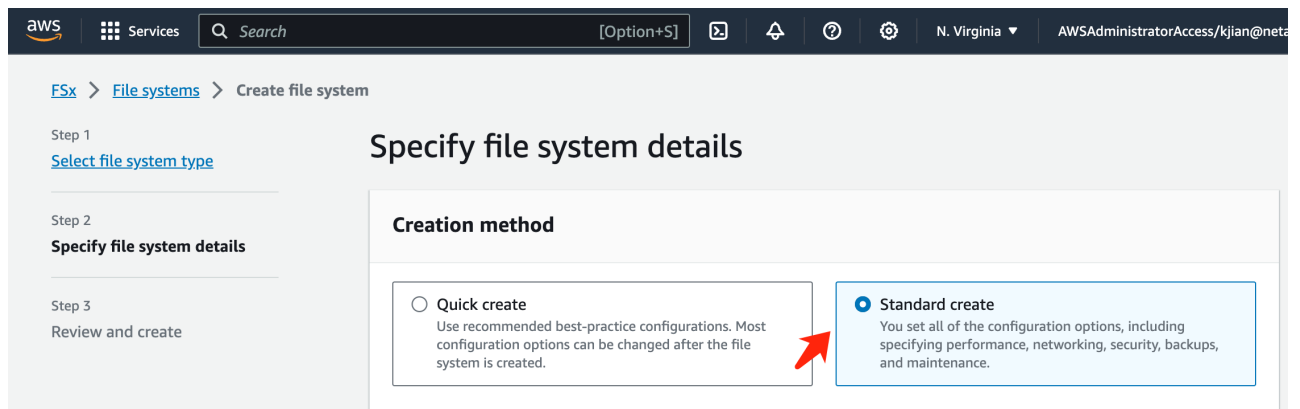 aws Services Search [Option+S] N. Virginia ▼ AWSAdministratorAccess/kjian@neta
FSx > File systems > Create file system
Step 1
Select file system type
Step 2
Specify file system details
Step 3
Review and create
Specify file system details
Creation method
Quick create
Use recommended best-practice configurations. Most
configuration options can be changed after the file
system is created.
Standard create
You set all of the configuration options, including
specifying performance, networking, security, backups,
and maintenance.